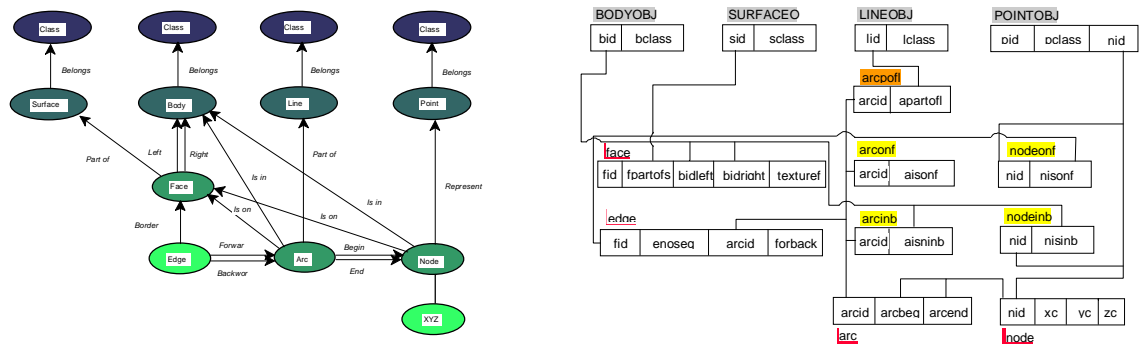 Class
Class
Class
Class
Belongs
Belongs
Belongs
Belongs
Surface
Body
Line
Point
Part of
Left
Right
Part of
Is in
Is in
Represent
Face
Is on
Is on
Border
Forwar
Begin
Edge
Arc
Node
Backwor
End
XYZ
BODYOBJ
SURFACEO
LINEOBJ
POINTOBJ
bid bclass
sid sclass
lid lclass
pid pclass nid
arcpofl
arcid apartofl
face
arconf
nodeonf
fid fpartofs bidleft bidright texturef
arcid aisonf
nid nisonf
edge
arcinb
nodeinb
fid enoseq arcid forback
arcid aisninb
nid nisinb
arcid arcbeg arcend
nid xc yc zc
arc
node